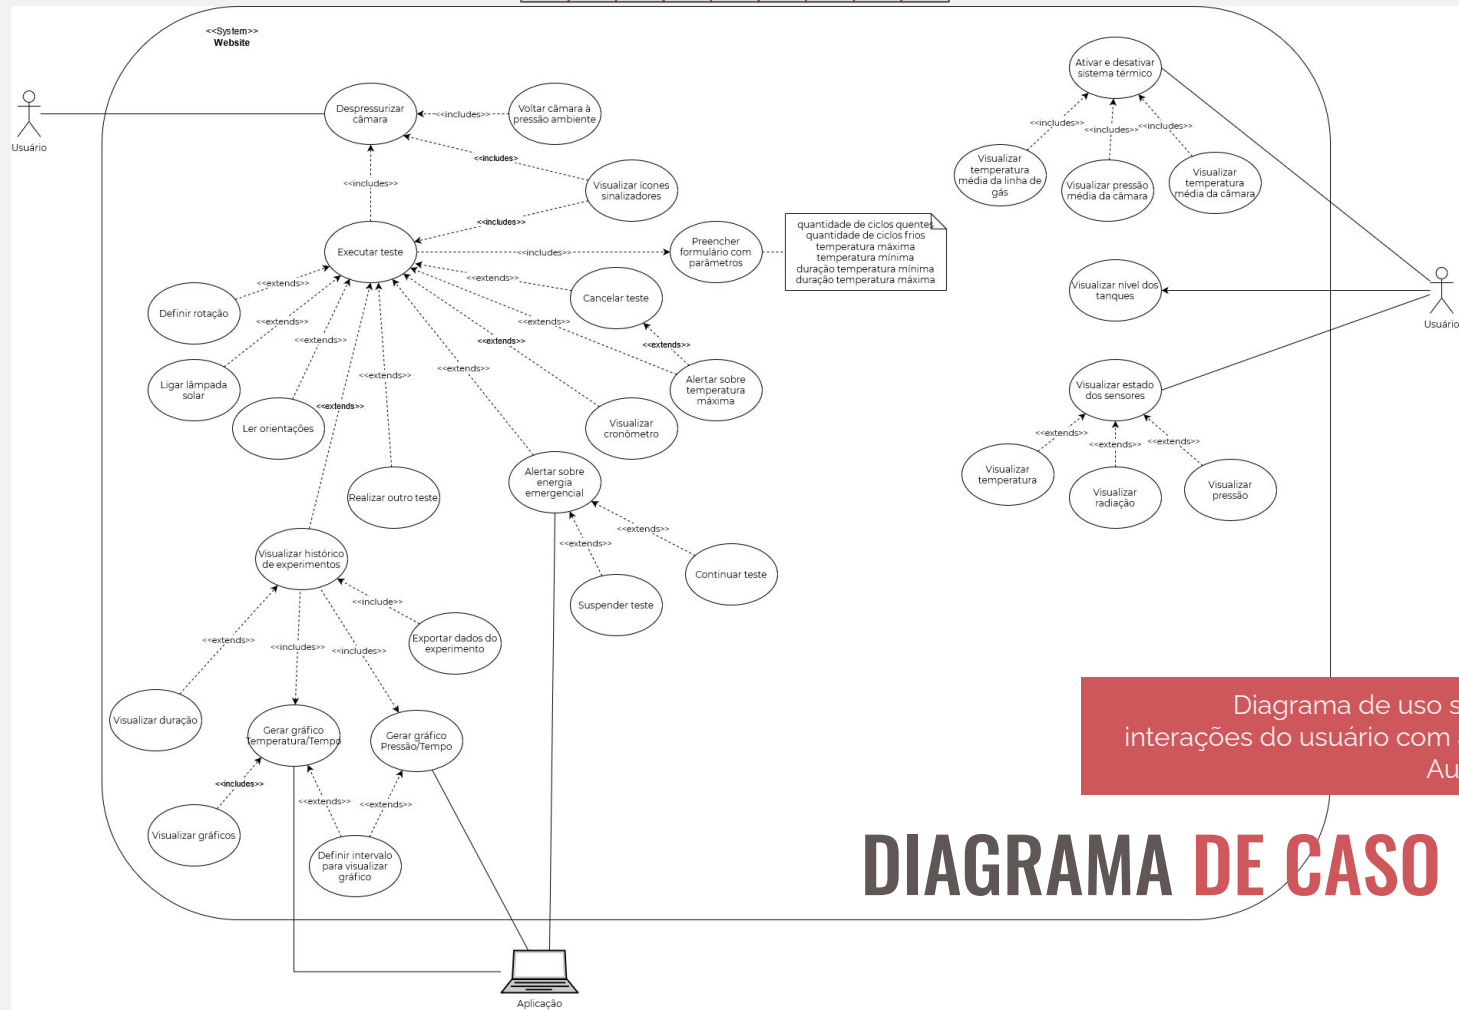 <<System>>
Website
Usuário
Despressurizar
câmara
<<includes>>
Voltar câmara à
pressão ambiente
<<includes>
<<includes>>
Visualizar ícones
sinalizadores
<<includes>>
Executar teste
<<includes>>
Preencher
formulário com
parâmetros
quantidade de ciclos quentes
quantidade de ciclos frios
temperatura máxima
temperatura mínima
duração temperatura mínima
duração temperatura máxima
<<extends>>
Definir rotação
<<extends>>
Ligar lâmpada
solar
<<extends>>
Ler orientações
<<extends>>
<<extends>>
Realizar outro teste
<<extends>>
Cancelar teste
<<extends>>
<<extends>>
Alertar sobre
temperatura
máxima
<<extends>>
Visualizar
cronômetro
<<extends>>
Alertar sobre
energia
emergencial
<<extends>>
Continuar teste
<<extends>>
Suspender teste
Visualizar histórico
de experimentos
<<include>>
Exportar dados do
experimento
<<extends>>
Visualizar duração
<<includes>>
<<includes>>
Gerar gráfico
Temperatura/Tempo
Gerar gráfico
Pressão/Tempo
<<includes>>
Visualizar gráficos
<<extends>>
<<extends>>
Definir intervalo
para visualizar
gráfico
Aplicação
Ativar e desativar
sistema térmico
<<includes>>
<<includes>>
<<includes>>
Visualizar
temperatura
média da linha de
gás
Visualizar pressão
média da câmara
Visualizar
temperatura
média da câmara
Visualizar nível dos
tanques
Usuário
Visualizar estado
dos sensores
<<extends>>
<<extends>>
<<extends>>
Visualizar
temperatura
Visualizar
radiação
Visualizar
pressão
Diagrama de uso s
interações do usuário com
Au
DIAGRAMA DE CASO